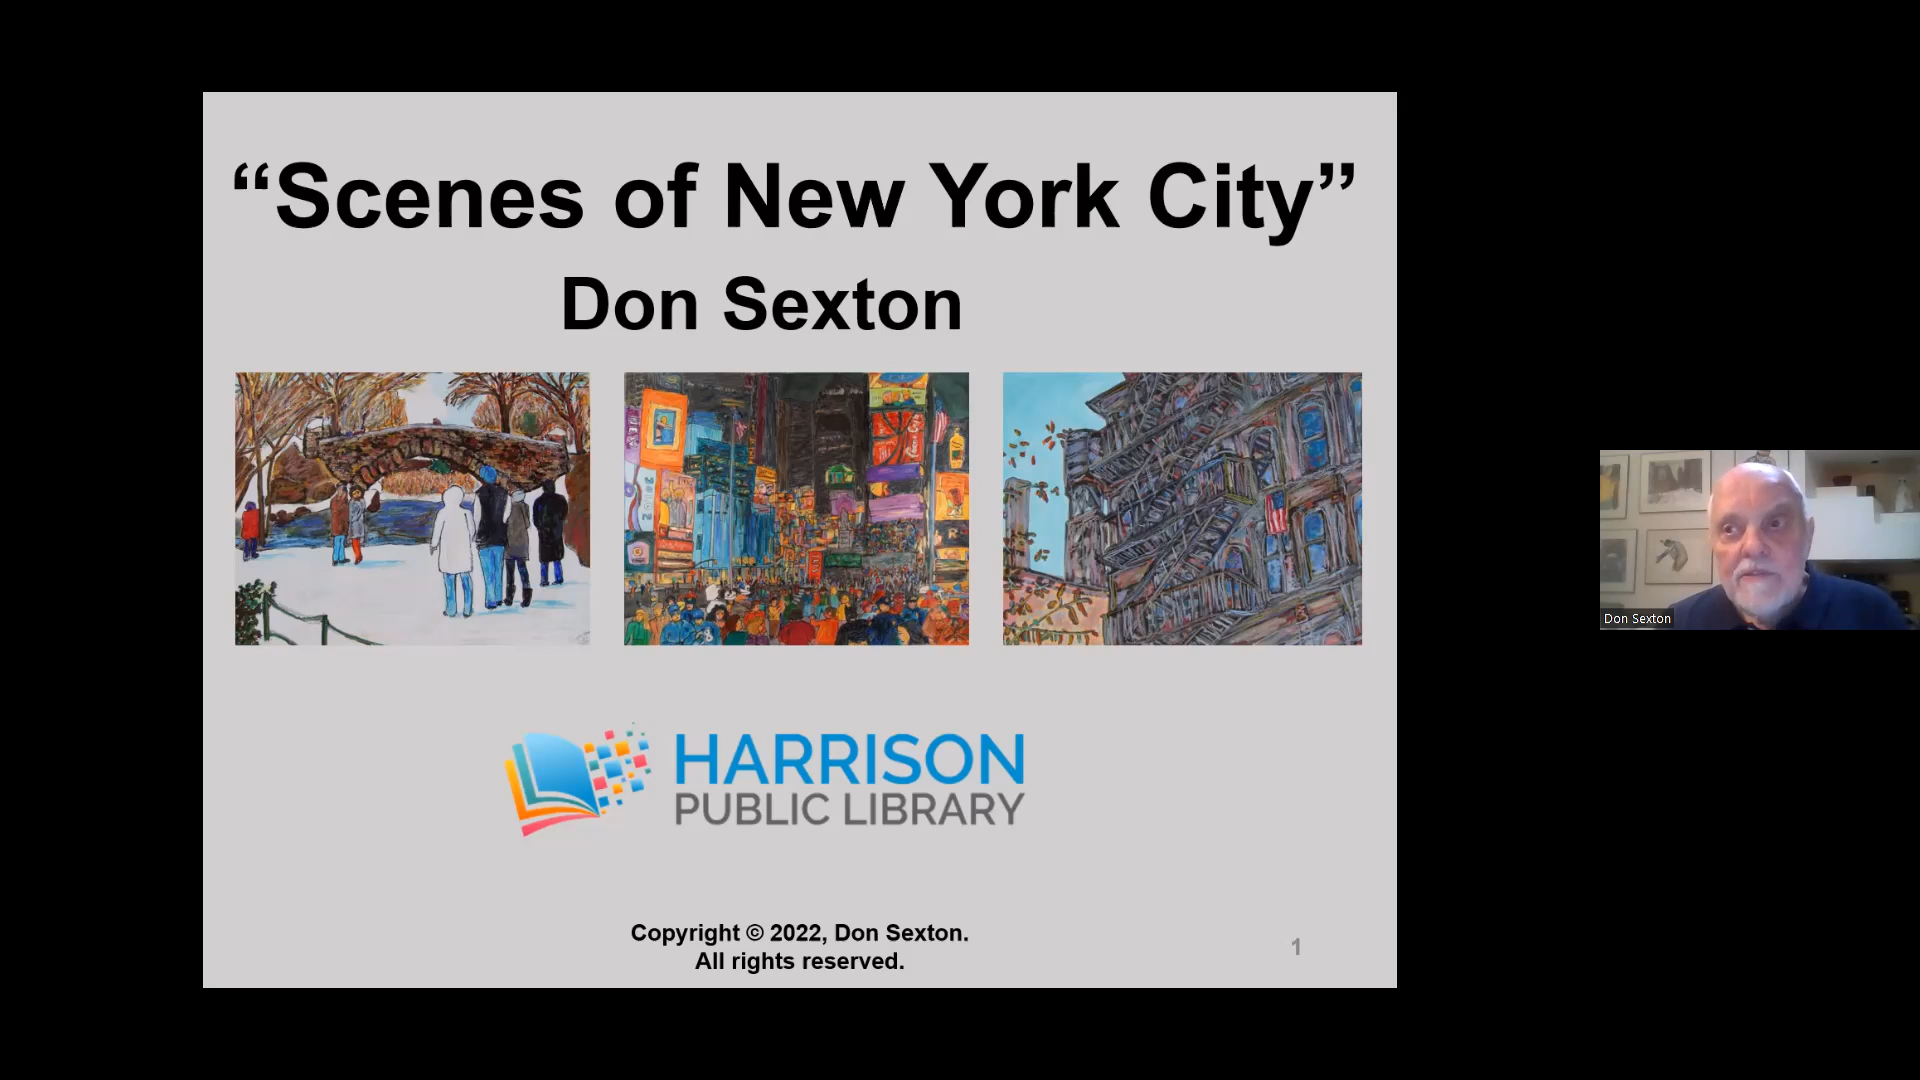 “Scenes of New York City”
Don Sexton
HARRISON
PUBLIC LIBRARY
Copyright © 2022, Don Sexton.
All rights reserved.
1
Don Sexton